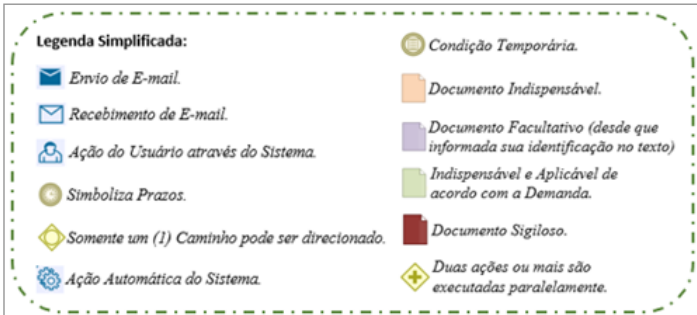 Legenda Simplificada:
Envio de E-mail.
Recebimento de E-mail.
Ação do Usuário através do Sistema.
Simboliza Prazos.
Somente um (1) Caminho pode ser direcionado.
Ação Automática do Sistema.
Condição Temporária.
Documento Indispensável.
Documento Facultativo (desde que
informada sua identificação no texto)
Indispensável e Aplicável de
acordo com a Demanda.
Documento Sigiloso.
Duas ações ou mais são
executadas paralelamente.